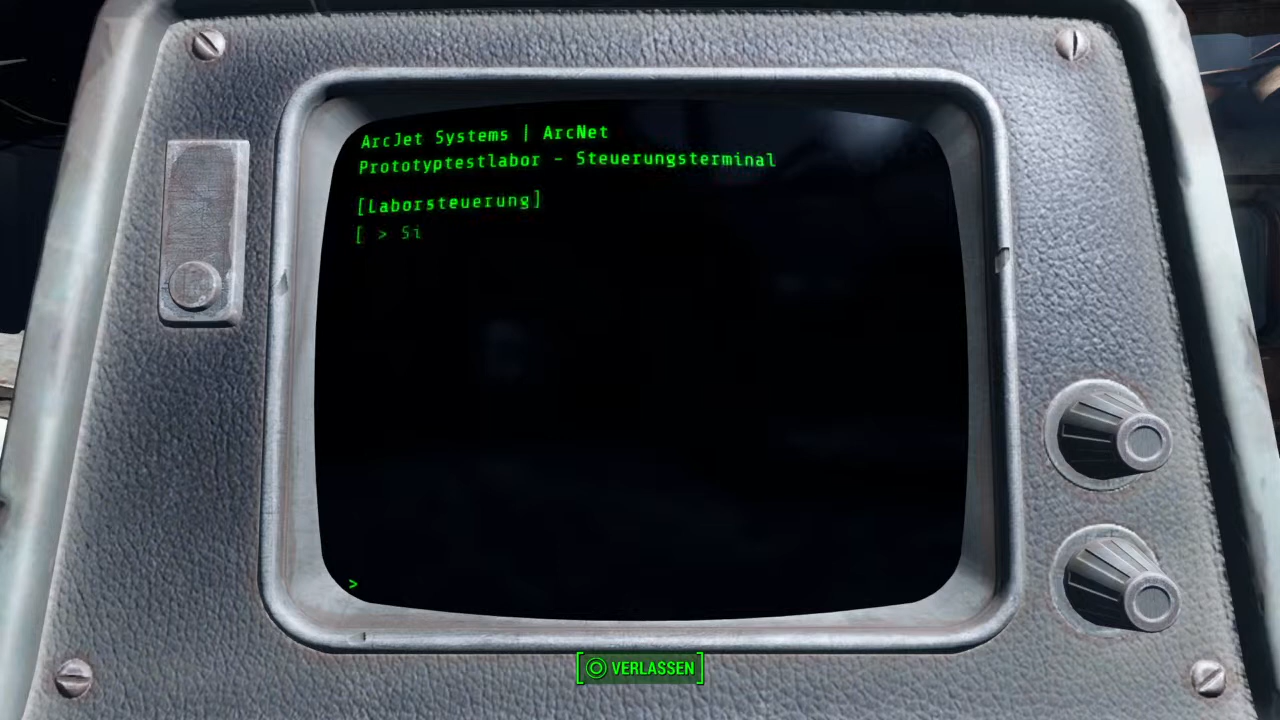 ArcJet Systems | ArcNet
Prototyptestlabor - Steuerungsterminal
[Laborsteuerung]
[ > Si
>
[VERLASSEN]